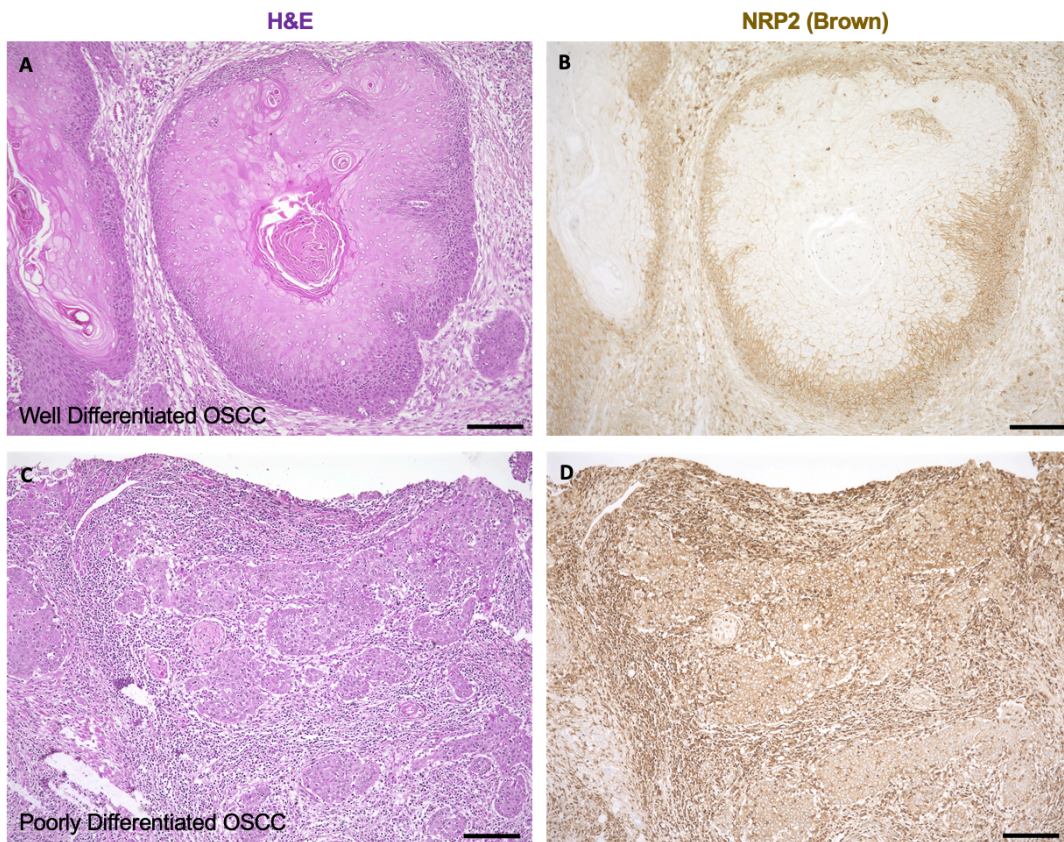 H&E
NRP2 (Brown)
A
B
Well Differentiated OSCC
C
D
Poorly Differentiated OSCC